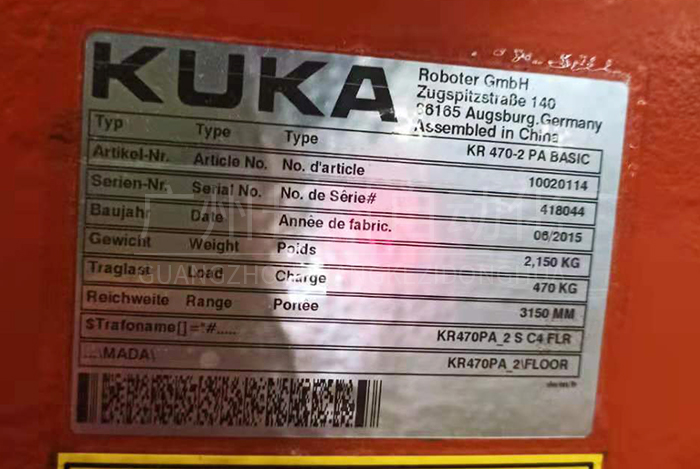 KUKA
Roboter GmbH
Zugspitzstraße 140
86165 Augsburg,Germany
Assembled in China
Typ Type Type KR 470-2 PA BASIC
Artikel-Nr. Article No. No. d'article 10020114
Serien-Nr. Serial No. No. de Sêrie# 418044
Baujahr Date Année de fabric. 06/2015
Gewicht Weight Poids 2,150 KG
Traglast Load Charge 470 KG
Reichweite Range Portée 3150 MM
$Trafoname[]="#..... KR470PA_2 S C4 FLR
...\MADA\ KR470PA_2\FLOOR